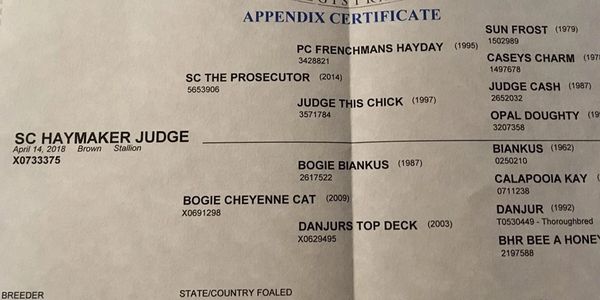 APPENDIX CERTIFICATE
SUN FROST (1979)
1502989
PC FRENCHMANS HAYDAY (1995)
3428821
CASEYS CHARM
1497678
SC THE PROSECUTOR (2014)
5653906
JUDGE CASH (1987)
2652032
JUDGE THIS CHICK (1997)
3571784
OPAL DOUGHTY
3207358
SC HAYMAKER JUDGE
April 14, 2018 Brown Stallion
X0733375
BIANKUS (1962)
0250210
BOGIE BIANKUS (1987)
2617522
CALAPOOIA KAY
0711238
BOGIE CHEYENNE CAT (2009)
X0691298
DANJUR (1992)
T0530449 - Thoroughbred
DANJURS TOP DECK (2003)
X0629495
BHR BEE A HONEY
2197588
BREEDER
STATE/COUNTRY FOALED